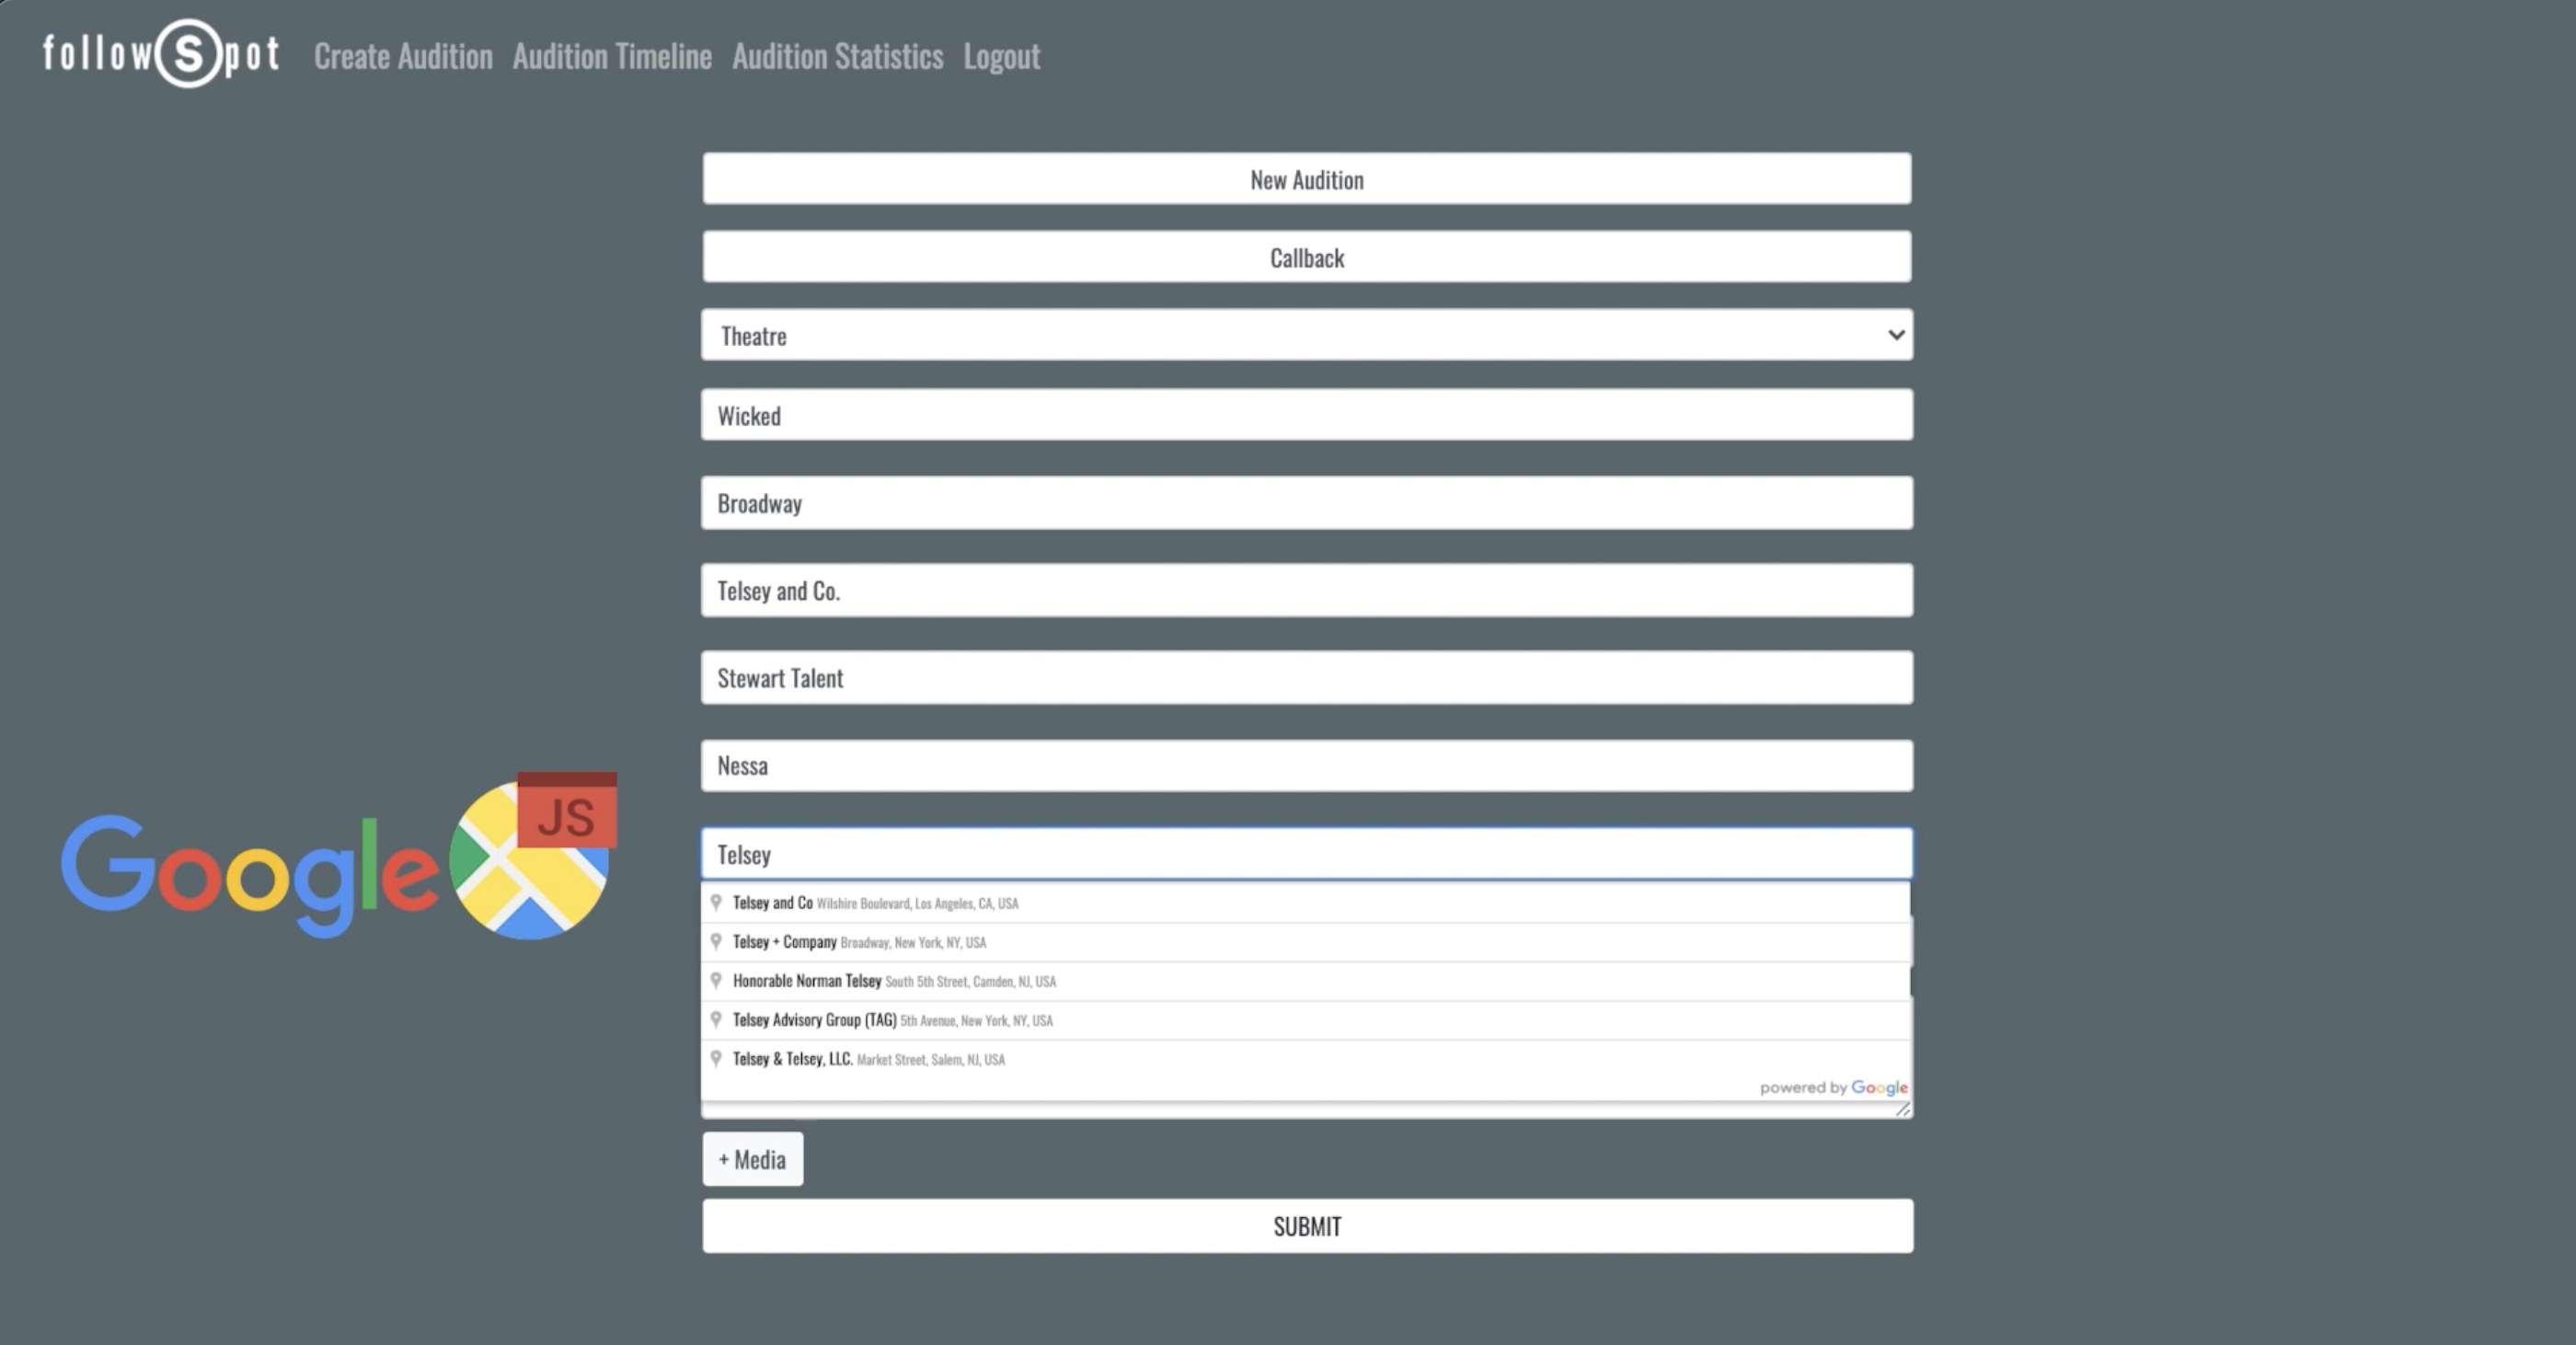 followSpot Create Audition Audition Timeline Audition Statistics Logout
New Audition
Callback
Theatre
Wicked
Broadway
Telsey and Co.
Stewart Talent
Nessa
Google JS
Telsey
Telsey and Co Wilshire Boulevard, Los Angeles, CA, USA
Telsey + Company Broadway, New York, NY, USA
Honorable Norman Telsey South 5th Street, Camden, NJ, USA
Telsey Advisory Group (TAG) 5th Avenue, New York, NY, USA
Telsey & Telsey, LLC. Market Street, Salem, NJ, USA
powered by Google
+ Media
SUBMIT